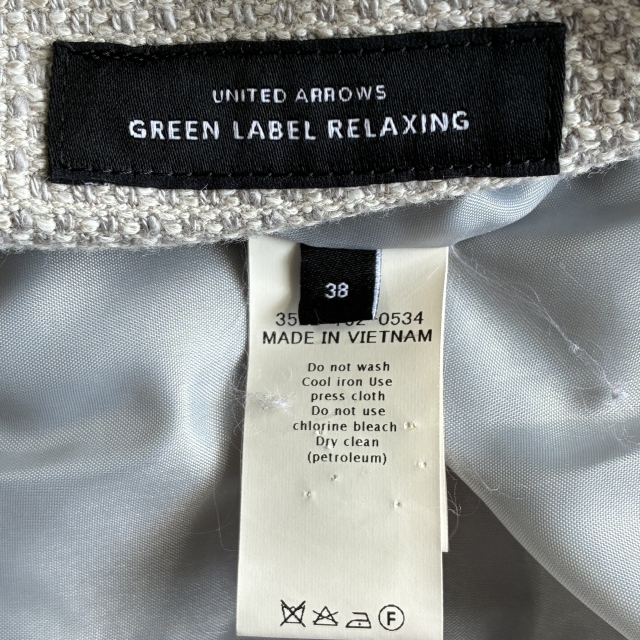 UNITED ARROWS
GREEN LABEL RELAXING
38
0534
MADE IN VIETNAM
Do not wash
Cool iron Use
press cloth
Do not use
chlorine bleach
Dry clean
(petroleum)
F